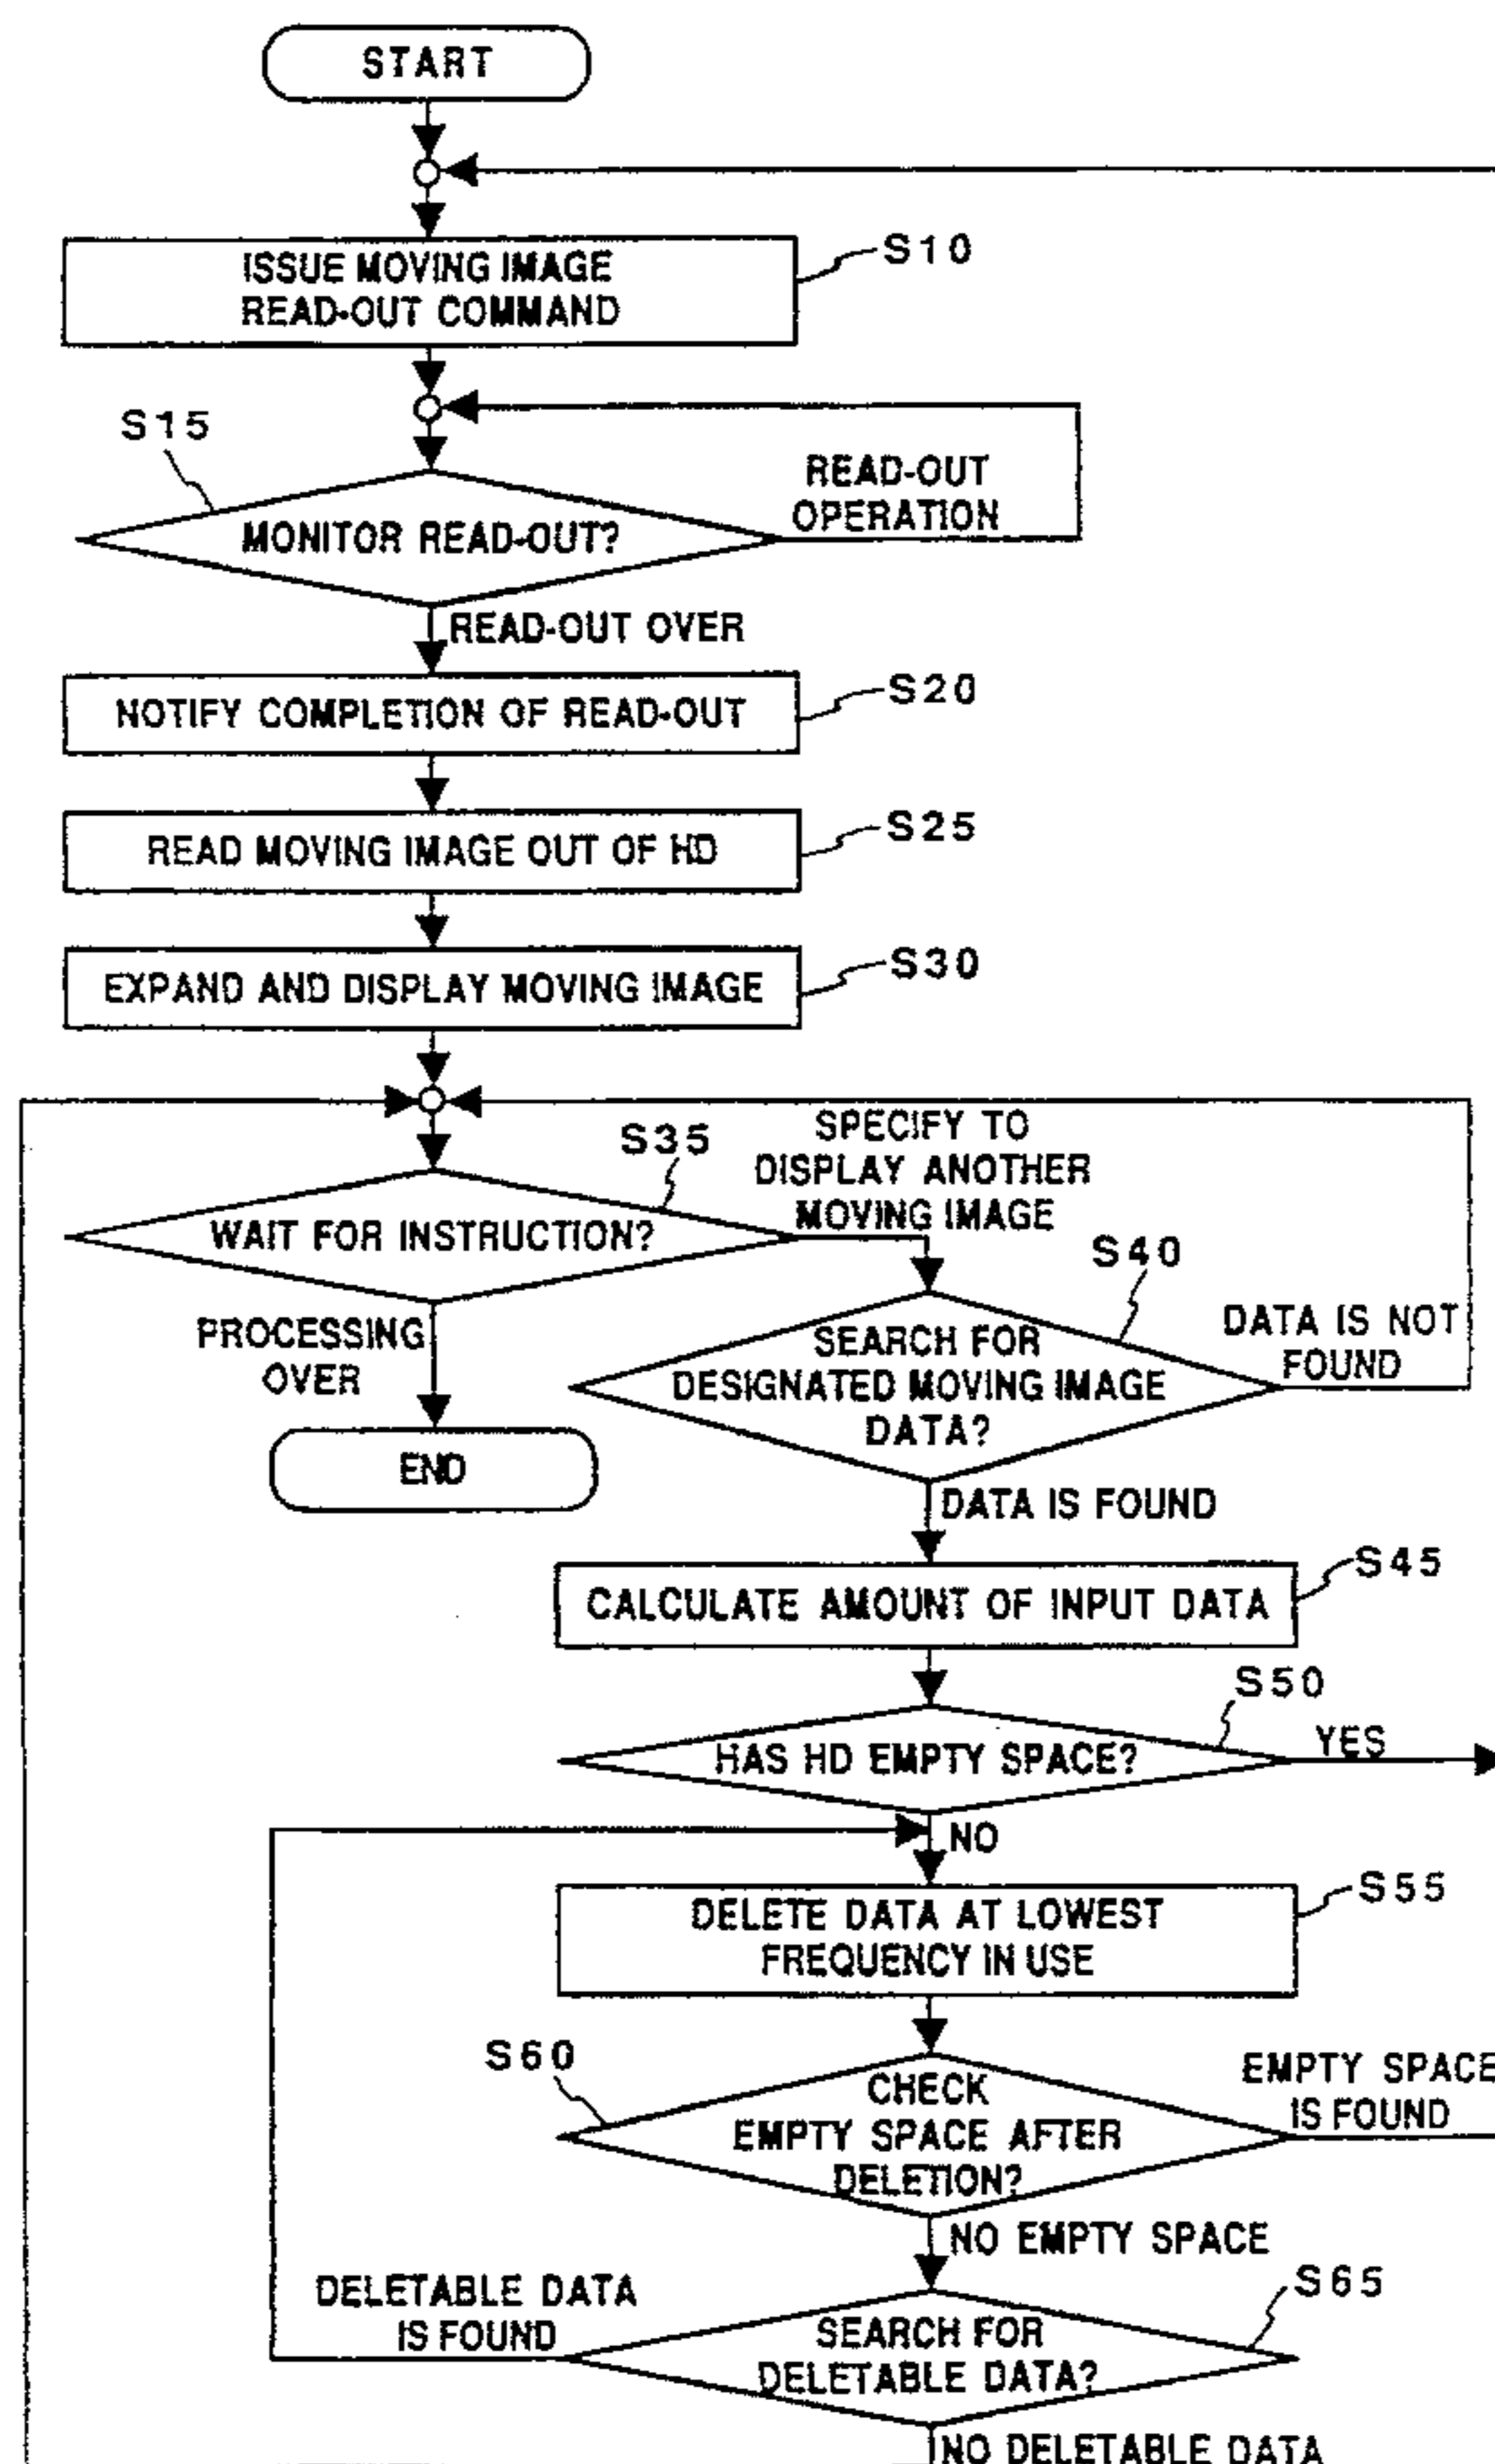 START
ISSUE MOVING IMAGE
READ-OUT COMMAND
S10
S15
MONITOR READ-OUT?
READ-OUT
OPERATION
READ-OUT OVER
NOTIFY COMPLETION OF READ-OUT
S20
READ MOVING IMAGE OUT OF HD
S25
EXPAND AND DISPLAY MOVING IMAGE
S30
S35
WAIT FOR INSTRUCTION?
SPECIFY TO
DISPLAY ANOTHER
MOVING IMAGE
PROCESSING
OVER
END
S40
SEARCH FOR
DESIGNATED MOVING IMAGE
DATA?
DATA IS NOT
FOUND
DATA IS FOUND
CALCULATE AMOUNT OF INPUT DATA
S45
S50
HAS HD EMPTY SPACE?
YES
NO
DELETE DATA AT LOWEST
FREQUENCY IN USE
S55
S60
CHECK
EMPTY SPACE AFTER
DELETION?
EMPTY SPACE
IS FOUND
NO EMPTY SPACE
S65
SEARCH FOR
DELETABLE DATA?
DELETABLE DATA
IS FOUND
NO DELETABLE DATA